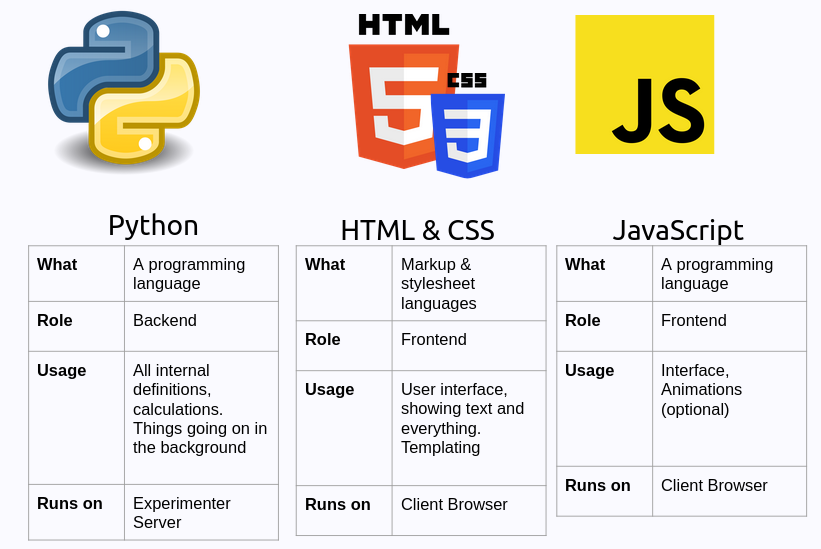 HTML
CSS
5
3
JS
Python
What
A programming
language
Role
Backend
Usage
All internal
definitions,
calculations.
Things going on in
the background
Runs on
Experimenter
Server
HTML & CSS
What
Markup &
stylesheet
languages
Role
Frontend
Usage
User interface,
showing text and
everything.
Templating
Runs on
Client Browser
JavaScript
What
A programming
language
Role
Frontend
Usage
Interface,
Animations
(optional)
Runs on
Client Browser